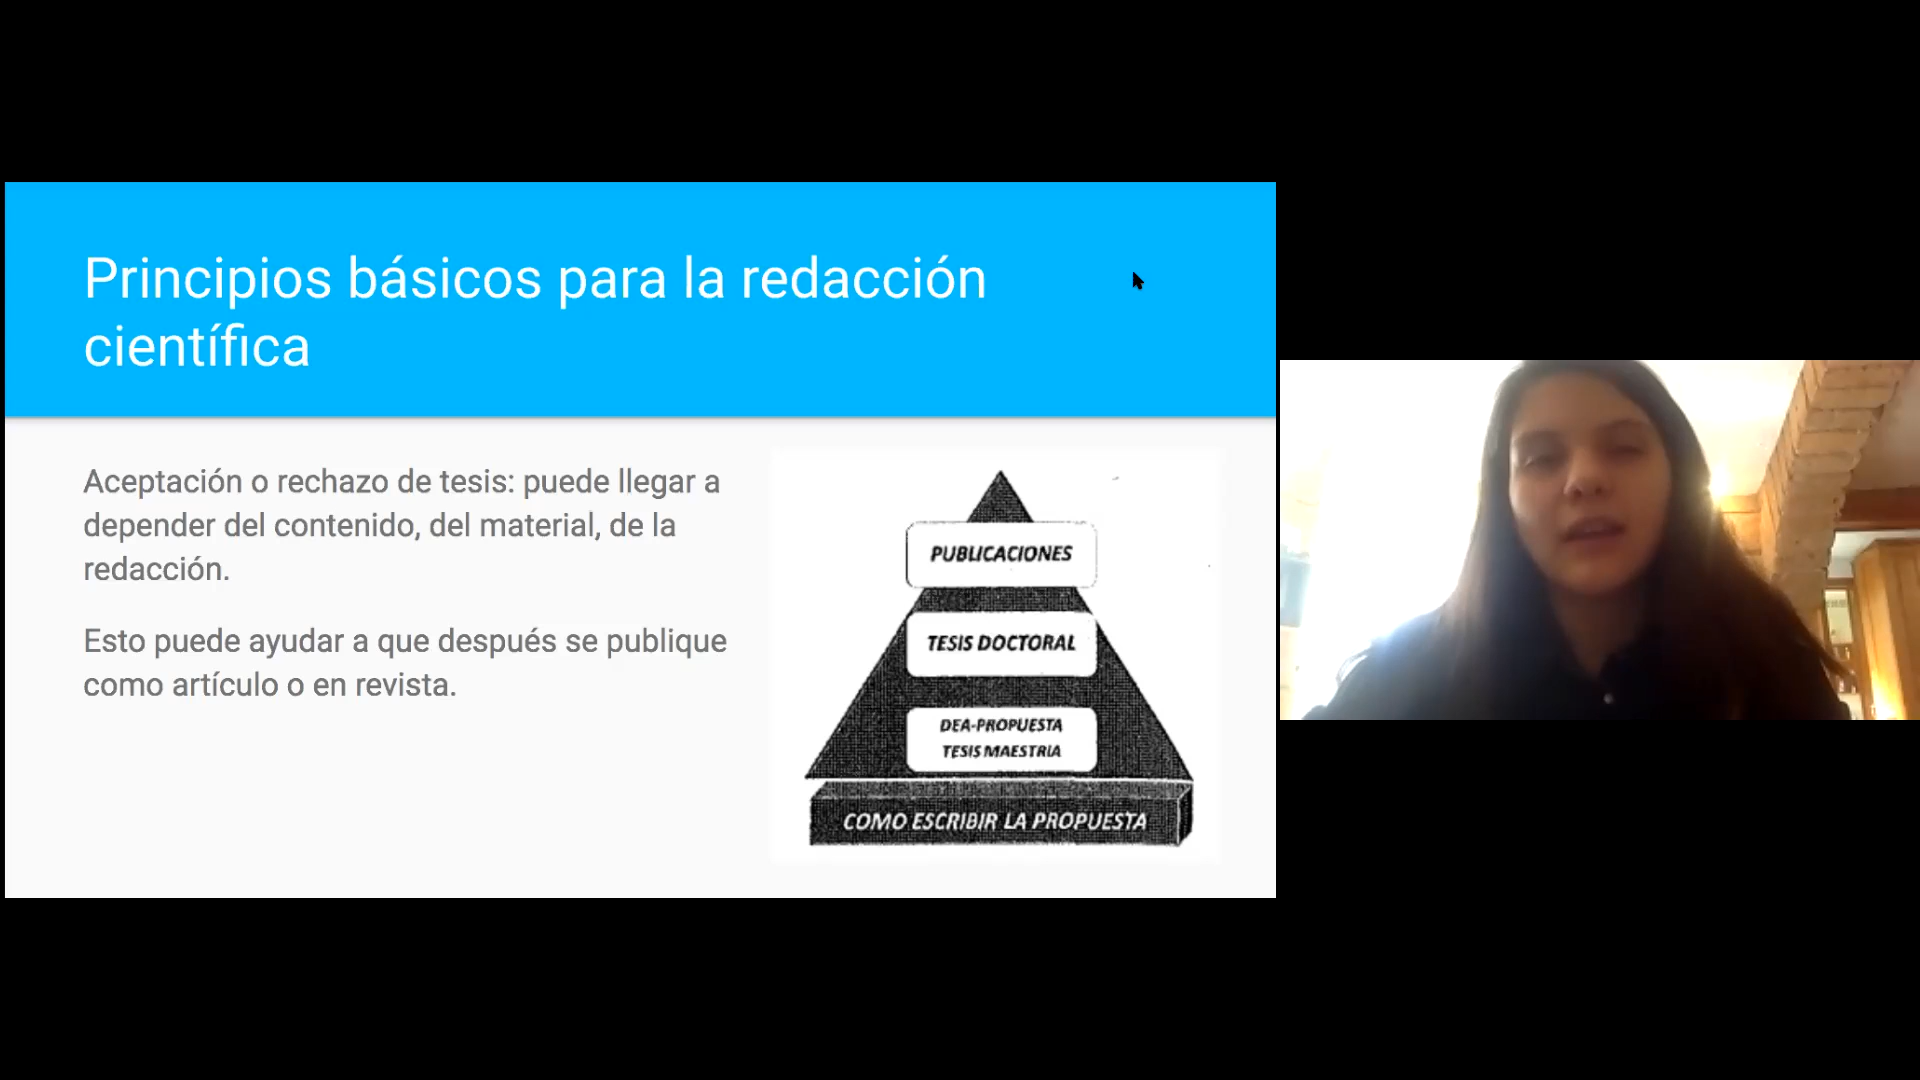 Principios básicos para la redacción
científica
Aceptación o rechazo de tesis: puede llegar a
depender del contenido, del material, de la
redacción.
Esto puede ayudar a que después se publique
como artículo o en revista.
PUBLICACIONES
TESIS DOCTORAL
DEA-PROPUESTA
TESIS MAESTRIA
COMO ESCRIBIR LA PROPUESTA